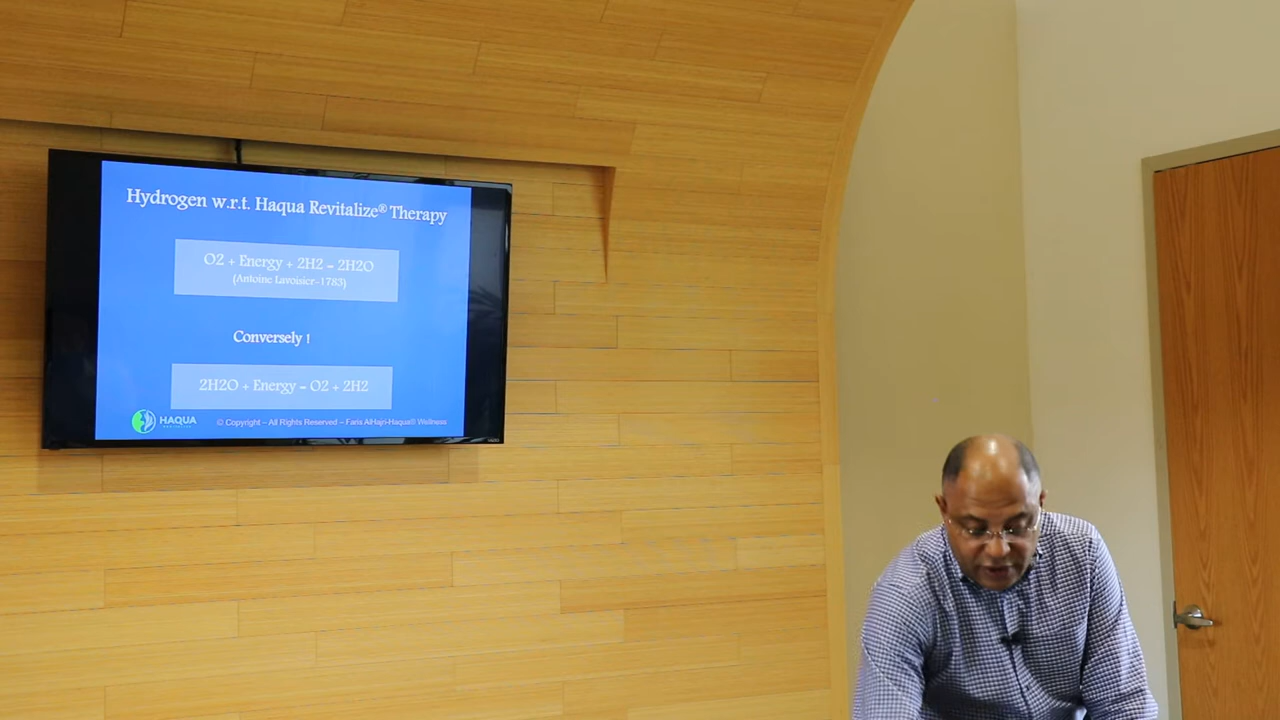 Hydrogen w.r.t. Haqua Revitalize® Therapy
O2 + Energy + 2H2 = 2H2O
(Antoine Lavoisier-1783)
Conversely !
2H2O + Energy = O2 + 2H2
HAQUA
© Copyright – All Rights Reserved – Faris AlHajri-Haqua® Wellness